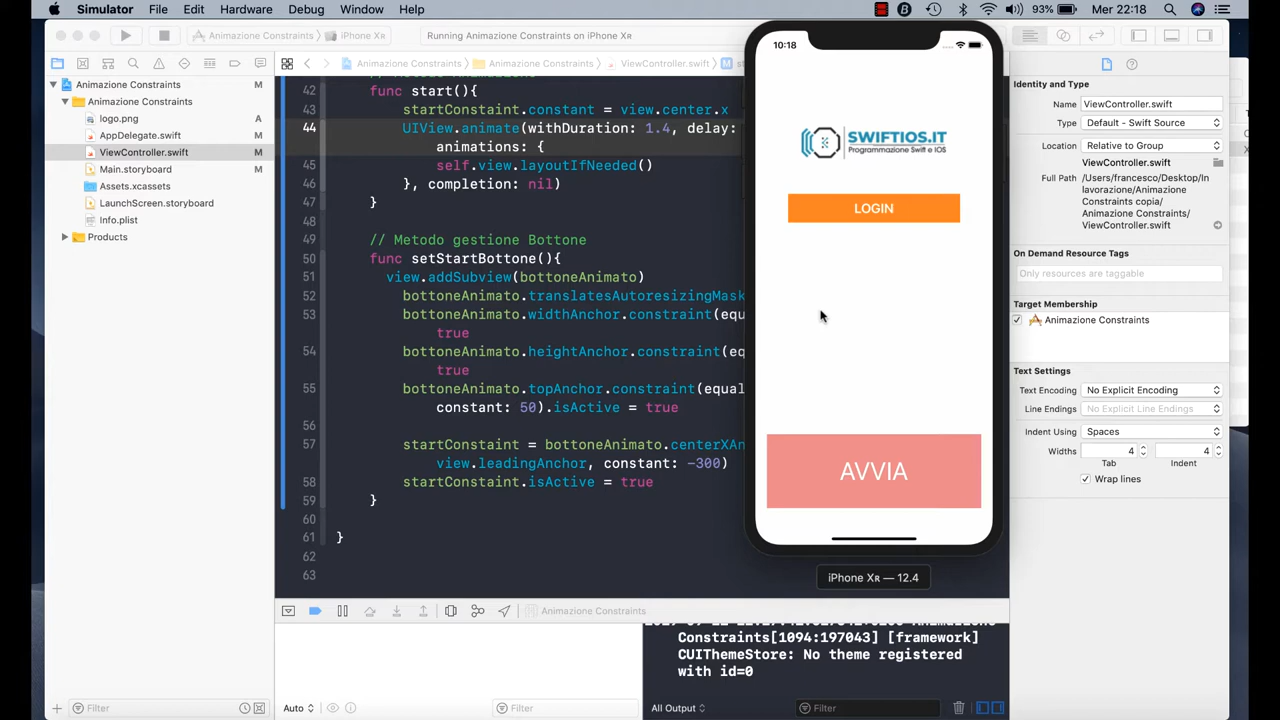 Simulator File Edit Hardware Debug Window Help 93% Mer 22:18
Animazione Constraints iPhone Xʀ Running Animazione Constraints on iPhone Xʀ
Animazione Constraints M
Animazione Constraints
logo.png A
AppDelegate.swift M
ViewController.swift M
Main.storyboard M
Assets.xcassets M
LaunchScreen.storyboard M
Info.plist M
Products
Filter
Animazione Constraints Animazione Constraints ViewController.swift
42 func start(){
43 startConstaint.constant = view.center.x
44 UIView.animate(withDuration: 1.4, delay:
animations: {
45 self.view.layoutIfNeeded()
46 }, completion: nil)
47 }
48
49 // Metodo gestione Bottone
50 func setStartBottone(){
51 view.addSubview(bottoneAnimato)
52 bottoneAnimato.translatesAutoresizingMask
53 bottoneAnimato.widthAnchor.constraint(equ
true
54 bottoneAnimato.heightAnchor.constraint(e
true
55 bottoneAnimato.topAnchor.constraint(equal
constant: 50).isActive = true
56
57 startConstaint = bottoneAnimato.centerXAn
view.leadingAnchor, constant: -300)
58 startConstaint.isActive = true
59 }
60
61 }
62
63
Animazione Constraints
Auto
Filter
Constraints[1094:197043] [framework]
CUIThemeStore: No theme registered
with id=0
All Output
Filter
10:18
SWIFTIOS.IT
Programmazione Swift e IOS
LOGIN
AVVIA
iPhone Xʀ — 12.4
Identity and Type
Name ViewController.swift
Type Default - Swift Source
Location Relative to Group
ViewController.swift
Full Path /Users/francesco/Desktop/In
lavorazione/Animazione
Constraints copia/
Animazione Constraints/
ViewController.swift
On Demand Resource Tags
Only resources are taggable
Target Membership
Animazione Constraints
Text Settings
Text Encoding No Explicit Encoding
Line Endings No Explicit Line Endings
Indent Using Spaces
Widths 4 4
Tab Indent
Wrap lines